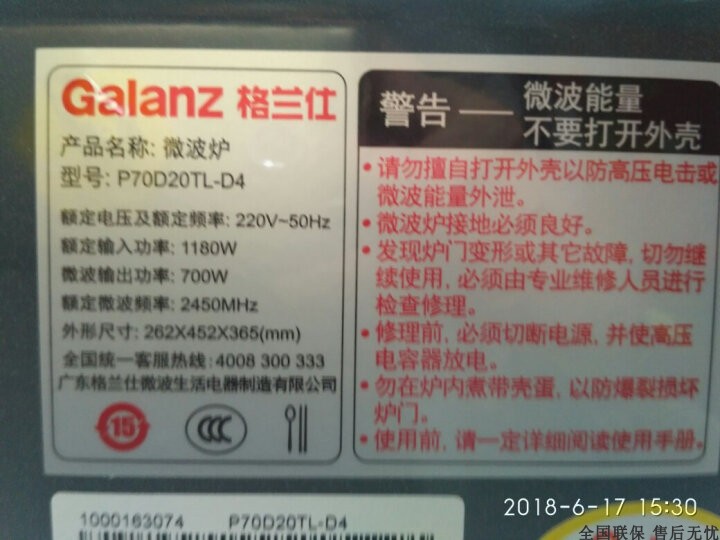 Galanz 格兰仕
产品名称: 微波炉
型号: P70D20TL-D4
额定电压及额定频率: 220V~50Hz
额定输入功率: 1180W
微波输出功率: 700W
额定微波频率: 2450MHz
外形尺寸: 262X452X365(mm)
全国统一客服热线: 4008 300 333
广东格兰仕微波生活电器制造有限公司
15
CCC
警告——微波能量
不要打开外壳
•请勿擅自打开外壳以防高压电击或
微波能量外泄。
•微波炉接地必须良好。
•发现炉门变形或其它故障, 切勿继
续使用, 必须由专业维修人员进行
检查修理。
•修理前, 必须切断电源, 并使高压
电容器放电。
•勿在炉内煮带壳蛋, 以防爆裂损坏
炉门。
•使用前, 请一定详细阅读使用手册。
1000163074 P70D20TL-D4
2018-6-17 15:30
全国联保 售后无忧